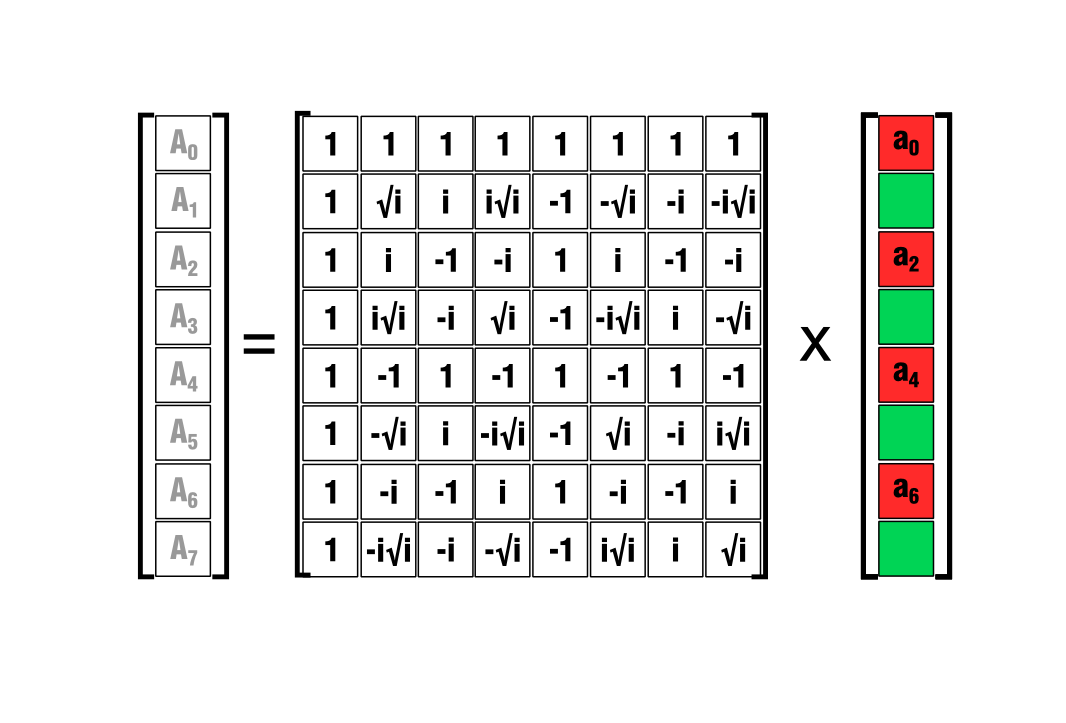 A0 1 1 1 1 1 1 1 1 a0
A1 1 √i i i√i -1 -√i -i -i√i
A2 1 i -1 -i 1 i -1 -i a2
A3 1 i√i -i √i -1 -i√i i -√i
= x
A4 1 -1 1 -1 1 -1 1 -1 a4
A5 1 -√i i -i√i -1 √i -i i√i
A6 1 -i -1 i 1 -i -1 i a6
A7 1 -i√i -i -√i -1 i√i i √i